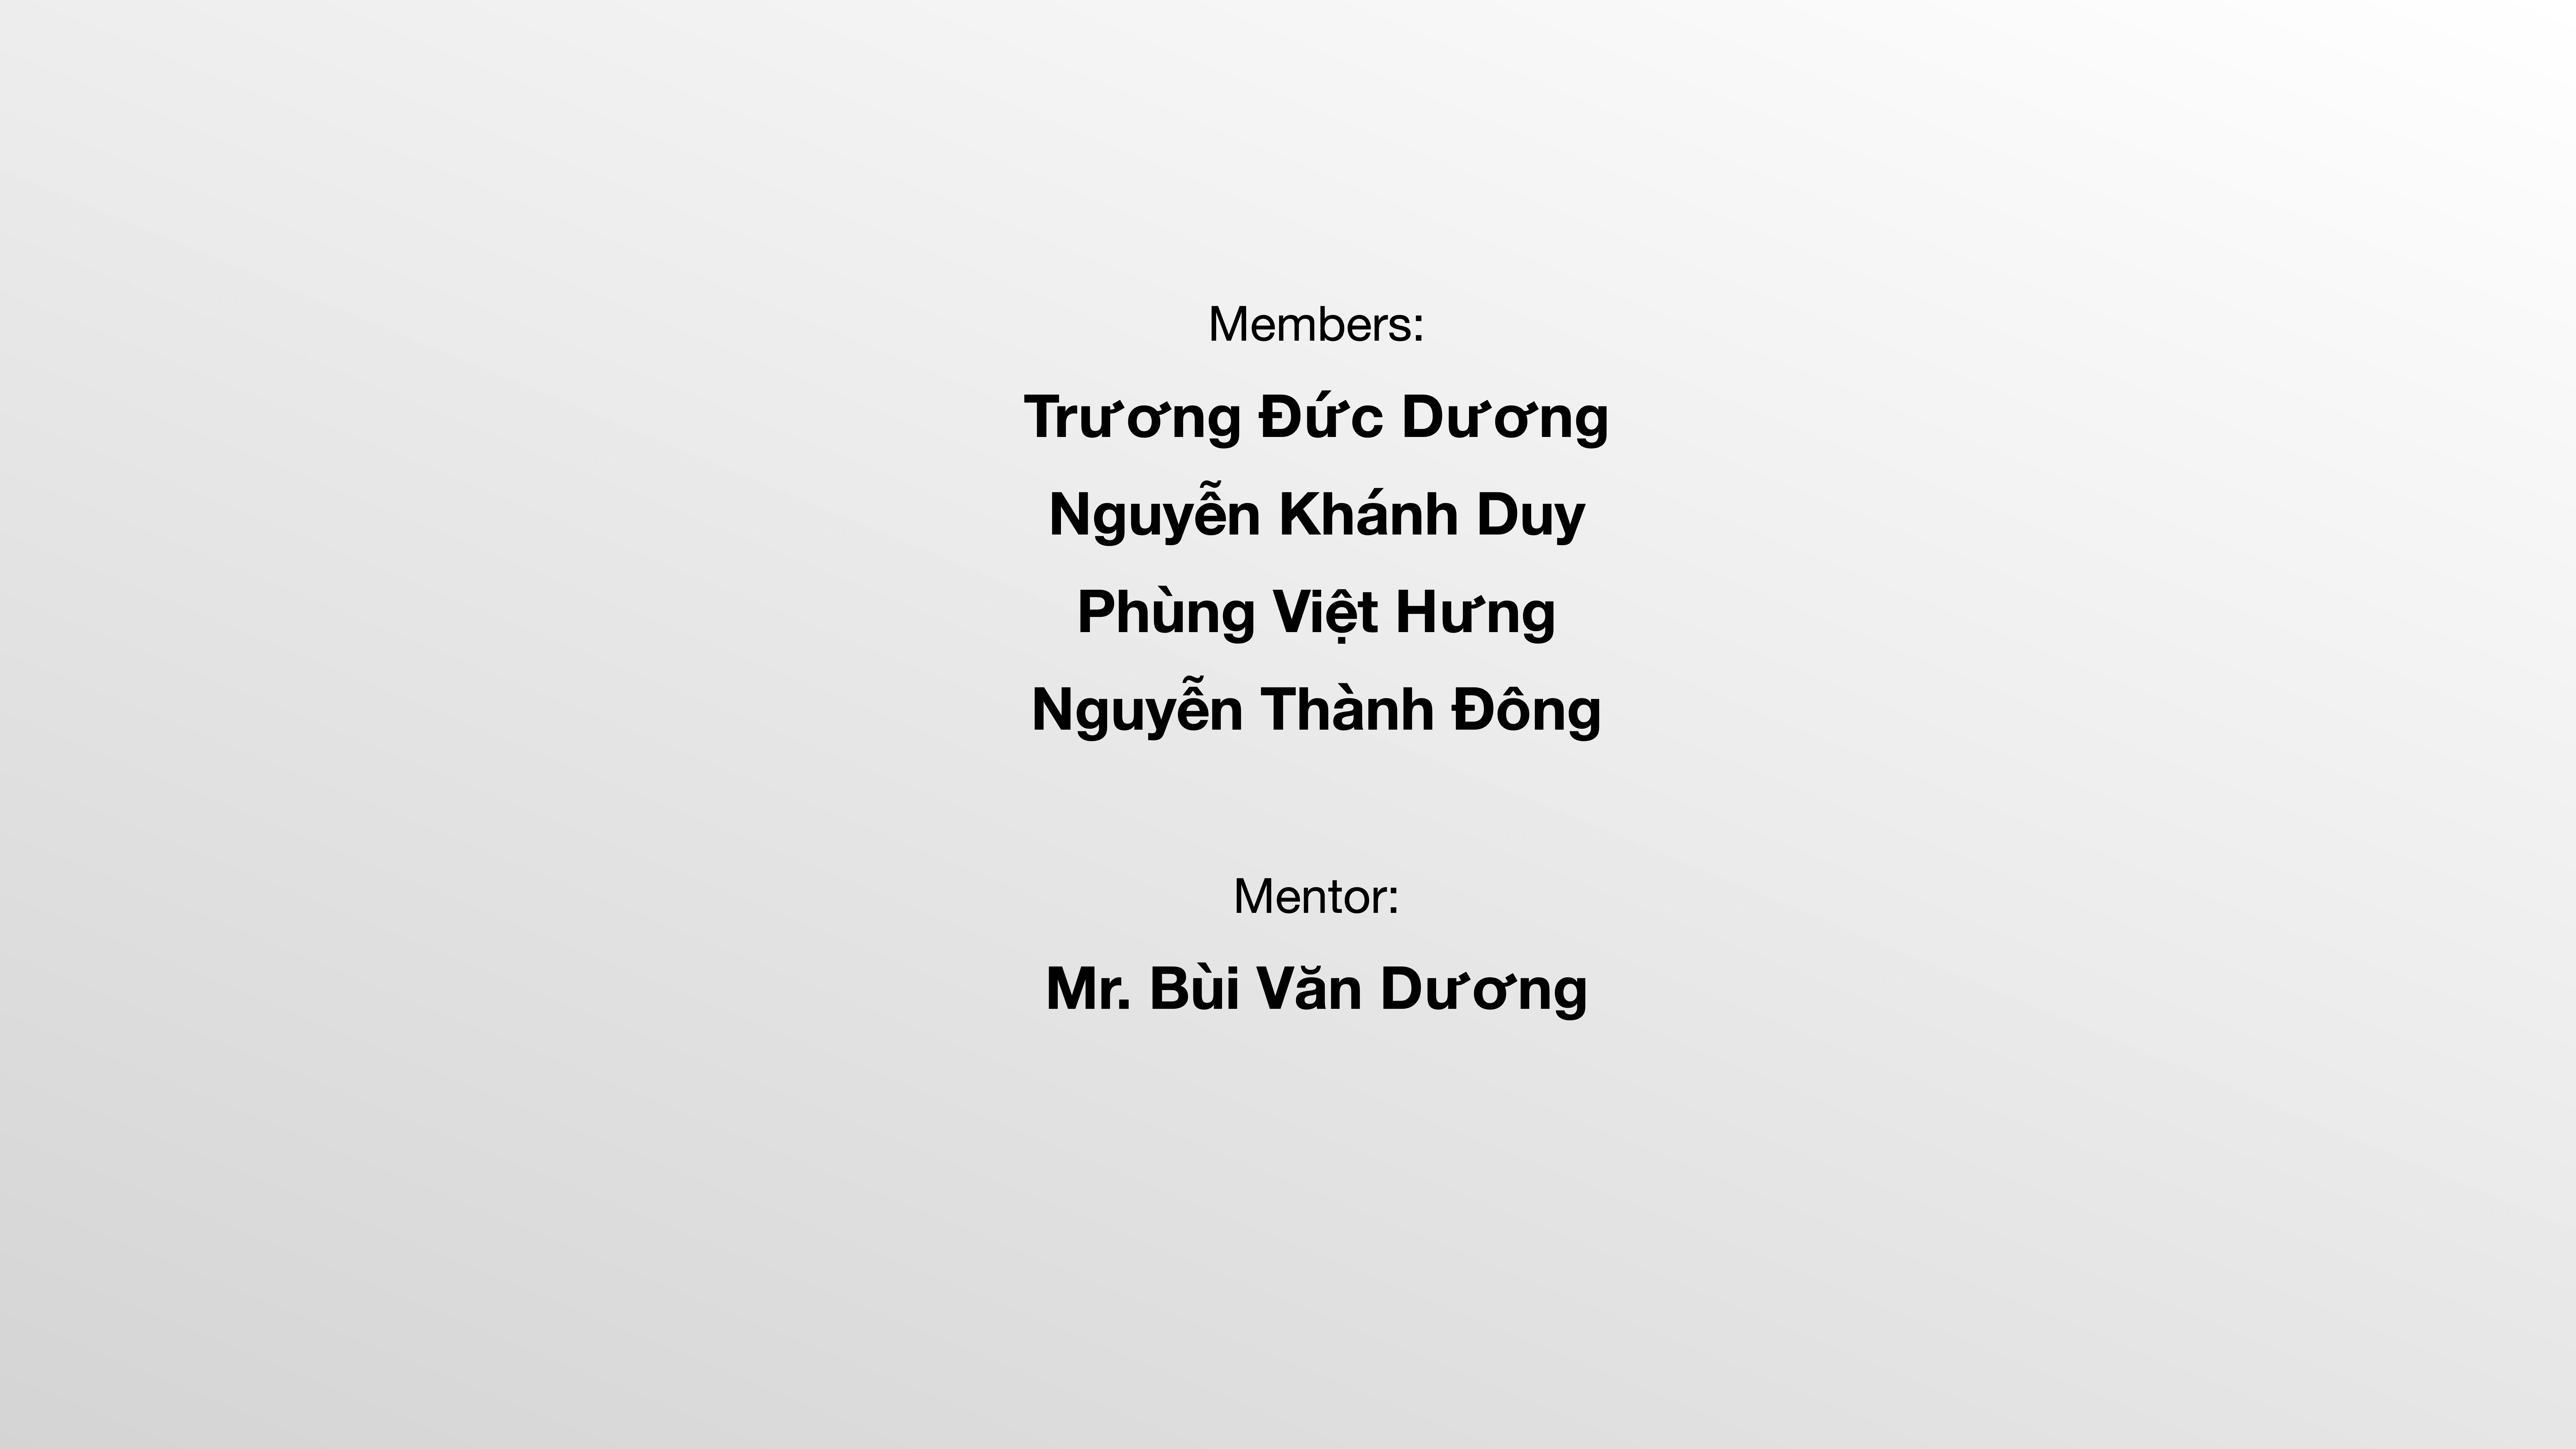 Members:
Trương Đức Dương
Nguyễn Khánh Duy
Phùng Việt Hưng
Nguyễn Thành Đông
Mentor:
Mr. Bùi Văn Dương